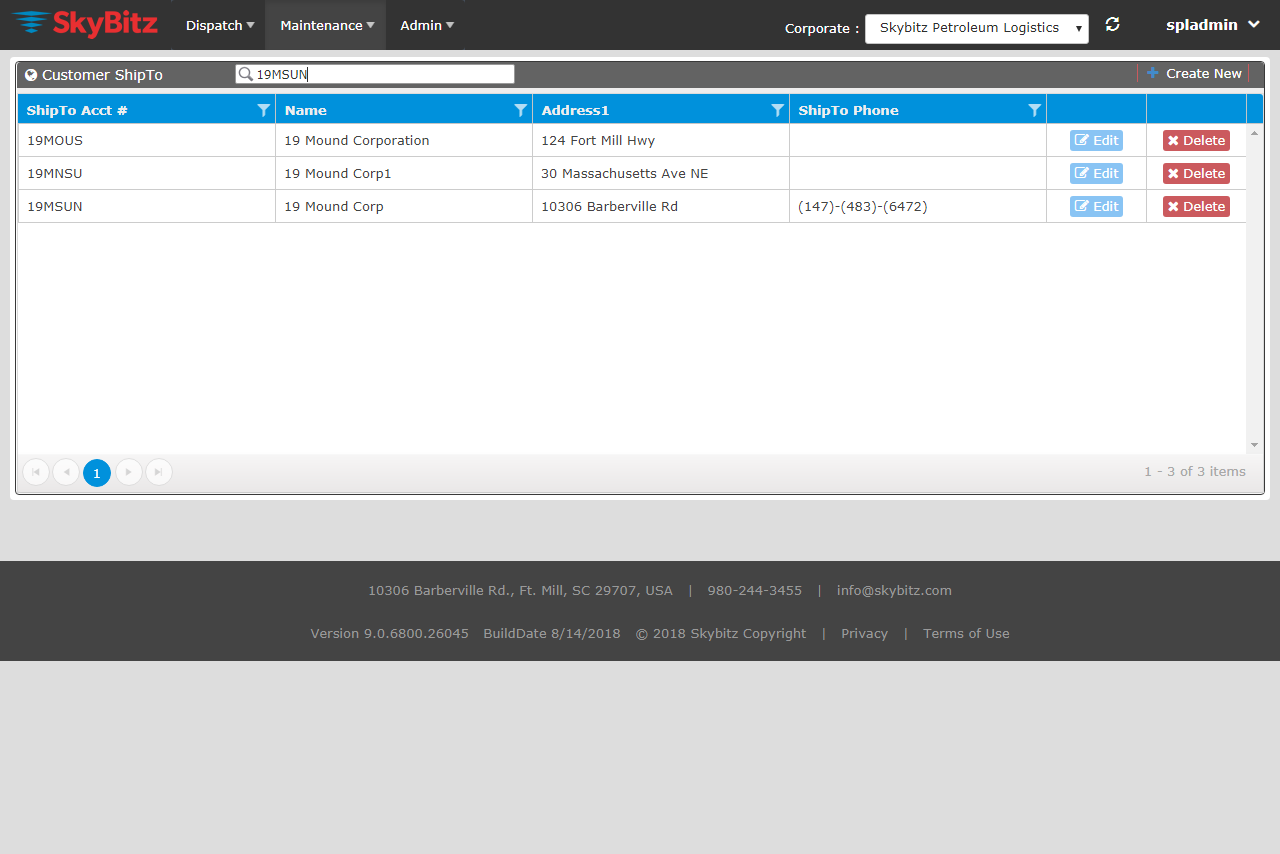 SkyBitz Dispatch Maintenance Admin Corporate : Skybitz Petroleum Logistics spladmin
Customer ShipTo 19MSUN Create New
ShipTo Acct # Name Address1 ShipTo Phone
19MOUS 19 Mound Corporation 124 Fort Mill Hwy Edit Delete
19MNSU 19 Mound Corp1 30 Massachusetts Ave NE Edit Delete
19MSUN 19 Mound Corp 10306 Barberville Rd (147)-(483)-(6472) Edit Delete
1 1 - 3 of 3 items
10306 Barberville Rd., Ft. Mill, SC 29707, USA | 980-244-3455 | info@skybitz.com
Version 9.0.6800.26045 BuildDate 8/14/2018 © 2018 Skybitz Copyright | Privacy | Terms of Use